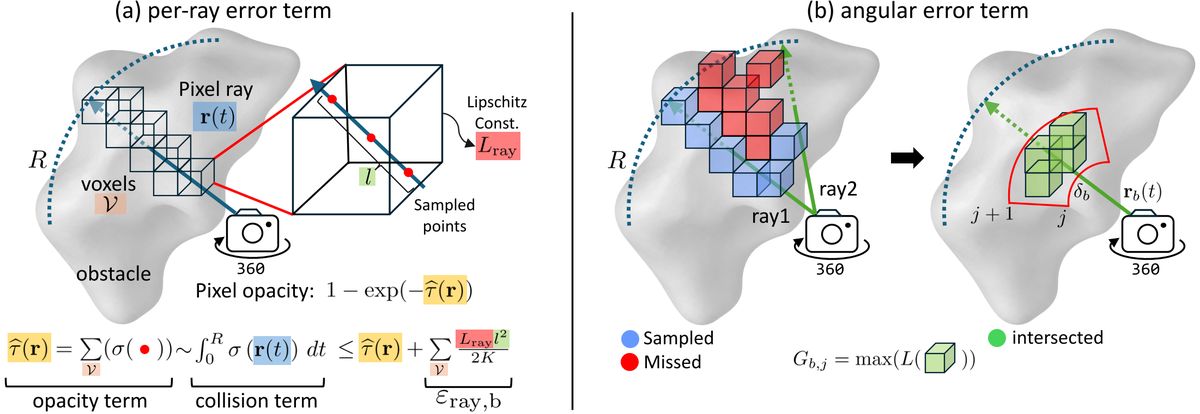 (a) per-ray error term
Pixel ray
r(t)
R
voxels
𝒱
obstacle
360
l
Sampled
points
Lipschitz
Const.
L_ray
Pixel opacity: 1 − exp(−τ̂(r))
τ̂(r) = ∑_𝒱 (σ( )) ~ ∫_0^R σ (r(t)) dt ≤ τ̂(r) + ∑_𝒱 L_ray l² / 2K
opacity term
collision term
ε_ray,b
(b) angular error term
R
ray2
ray1
360
Sampled
Missed
j + 1
j
δ_b
r_b(t)
360
intersected
G_b,j = max(L( ))